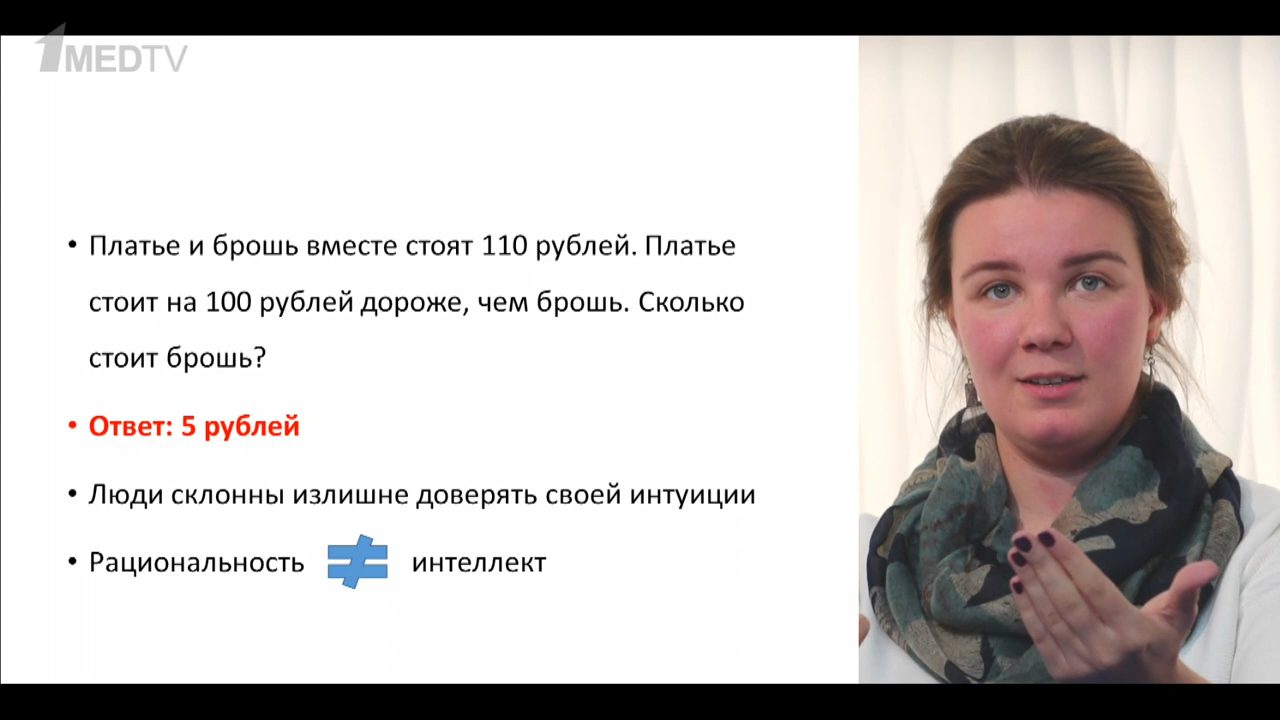 1MEDTV
• Платье и брошь вместе стоят 110 рублей. Платье
стоит на 100 рублей дороже, чем брошь. Сколько
стоит брошь?
• Ответ: 5 рублей
• Люди склонны излишне доверять своей интуиции
• Рациональность ≠ интеллект